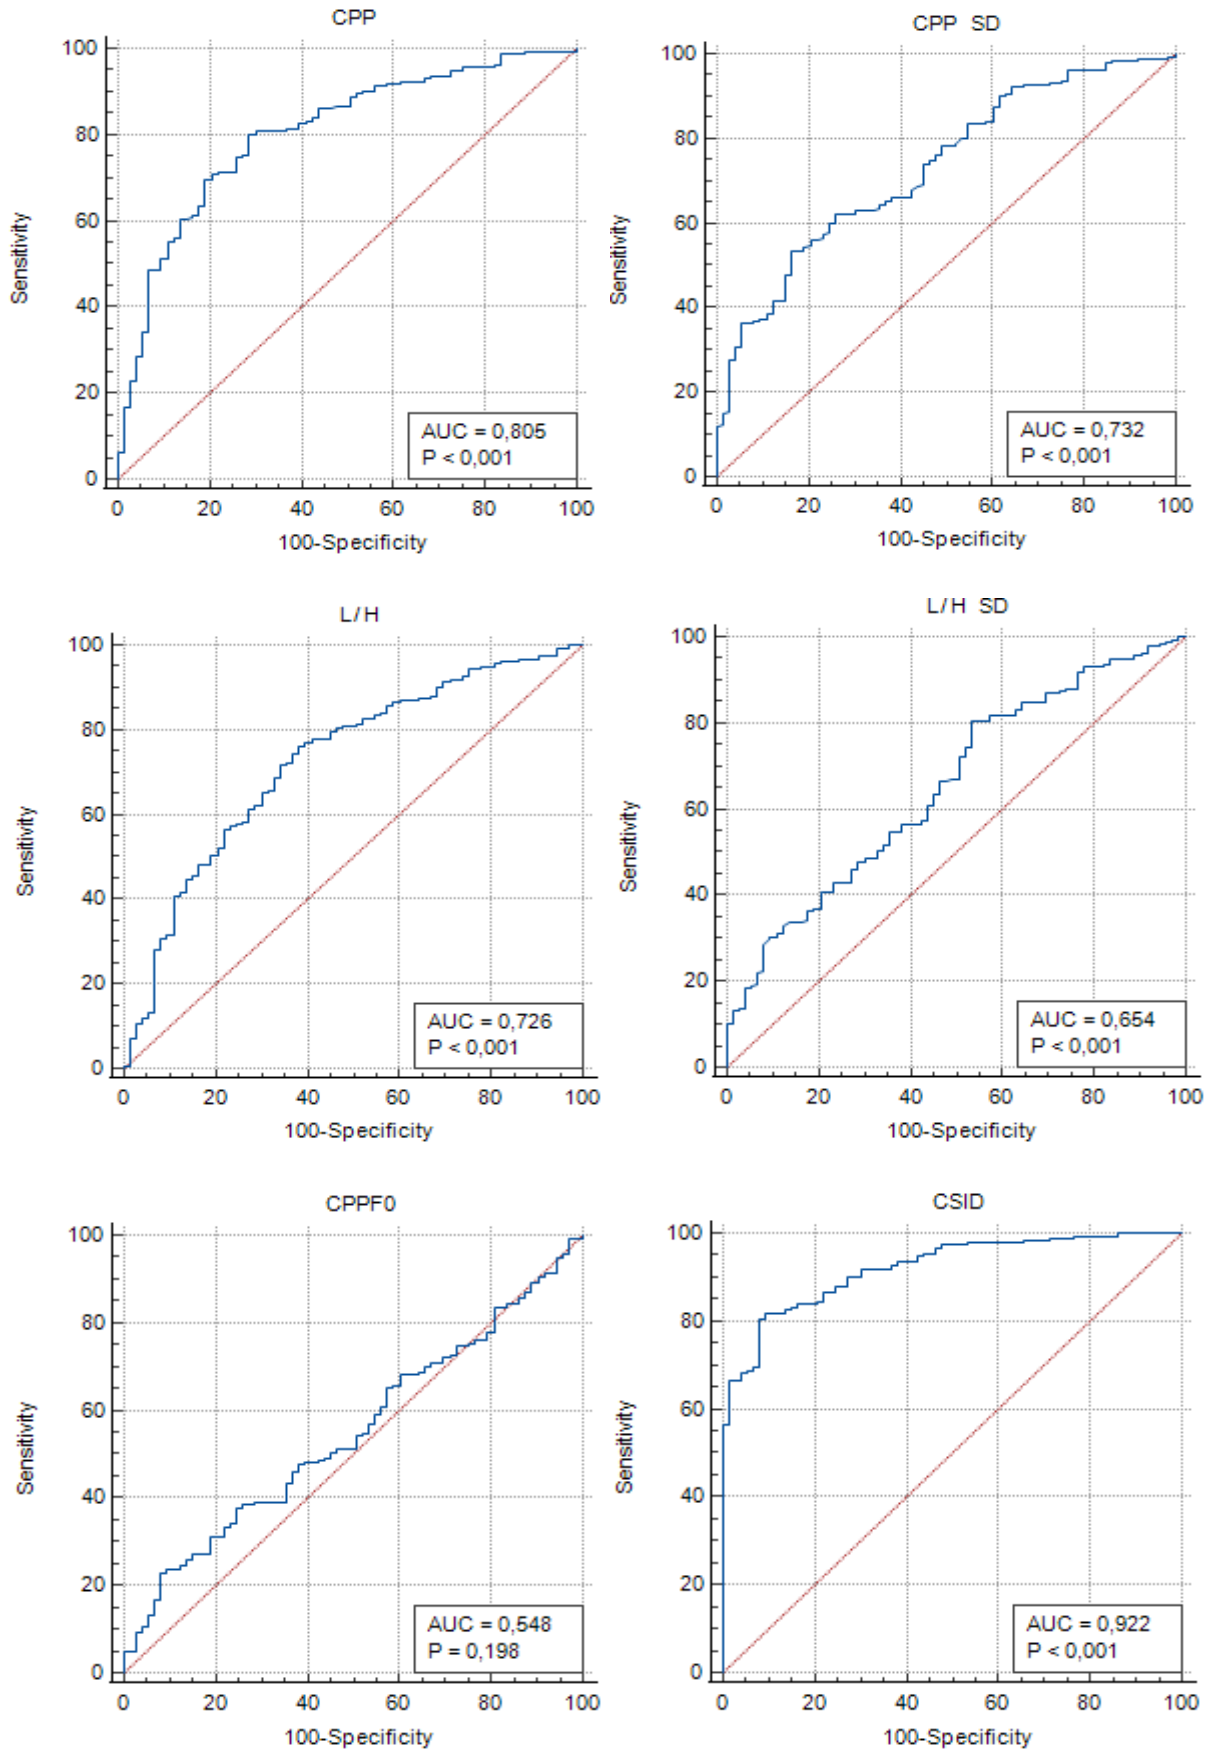 CPP
100
80
60
40
20
0
Sensitivity
AUC = 0,805
P < 0,001
0 20 40 60 80 100
100-Specificity
CPP SD
100
80
60
40
20
0
Sensitivity
AUC = 0,732
P < 0,001
0 20 40 60 80 100
100-Specificity
L/H
100
80
60
40
20
0
Sensitivity
AUC = 0,726
P < 0,001
0 20 40 60 80 100
100-Specificity
L/H SD
100
80
60
40
20
0
Sensitivity
AUC = 0,654
P < 0,001
0 20 40 60 80 100
100-Specificity
CPPF0
100
80
60
40
20
0
Sensitivity
AUC = 0,548
P = 0,198
0 20 40 60 80 100
100-Specificity
CSID
100
80
60
40
20
0
Sensitivity
AUC = 0,922
P < 0,001
0 20 40 60 80 100
100-Specificity